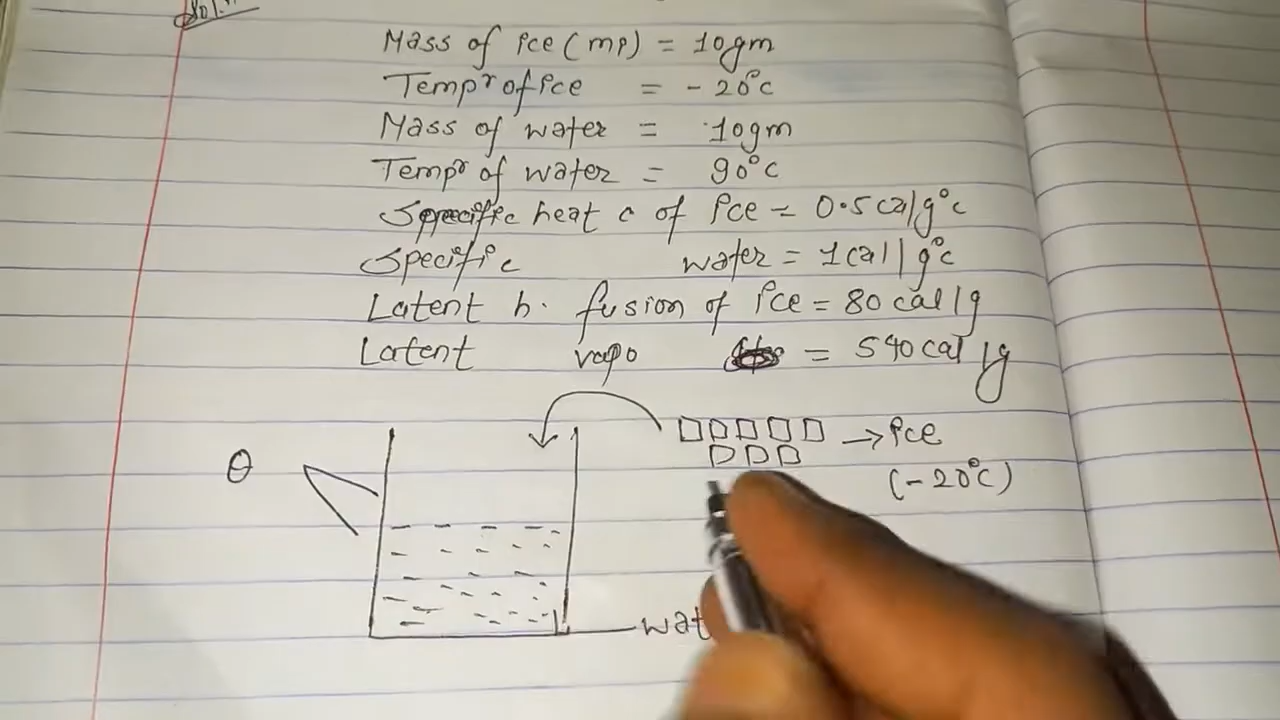 Solⁿ.
Mass of ice (mi) = 10gm
Tempʳ of ice = - 20°c
Mass of water = 10gm
Tempʳ of water = 90°c
Specific heat c of ice = 0.5 cal/g°c
Specific water = 1 cal/g°c
Latent h. fusion of ice = 80 cal/g
Latent vapo = 540 cal/g
→ ice
θ
(-20°c)
wat